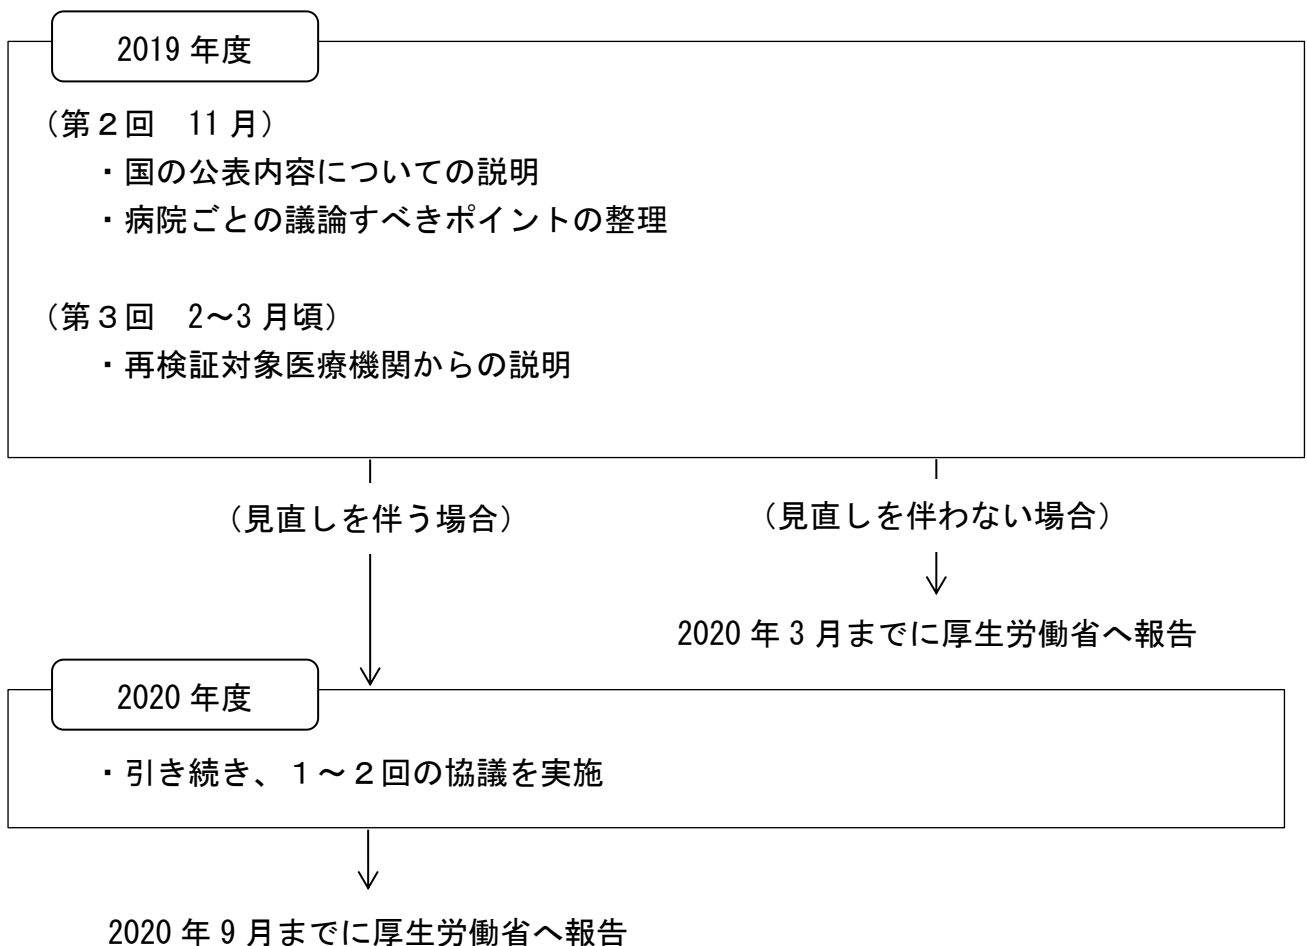 2019 年度
（第２回　11 月）
・国の公表内容についての説明
・病院ごとの議論すべきポイントの整理
（第３回　2～3 月頃）
・再検証対象医療機関からの説明
（見直しを伴う場合）
（見直しを伴わない場合）
2020 年 3 月までに厚生労働省へ報告
2020 年度
・引き続き、１～２回の協議を実施
2020 年 9 月までに厚生労働省へ報告